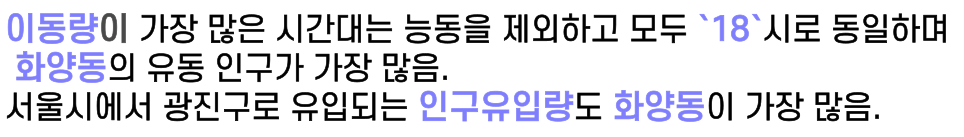 이동량이 가장 많은 시간대는 능동을 제외하고 모두 `18`시로 동일하며
화양동의 유동 인구가 가장 많음.
서울시에서 광진구로 유입되는 인구유입량도 화양동이 가장 많음.